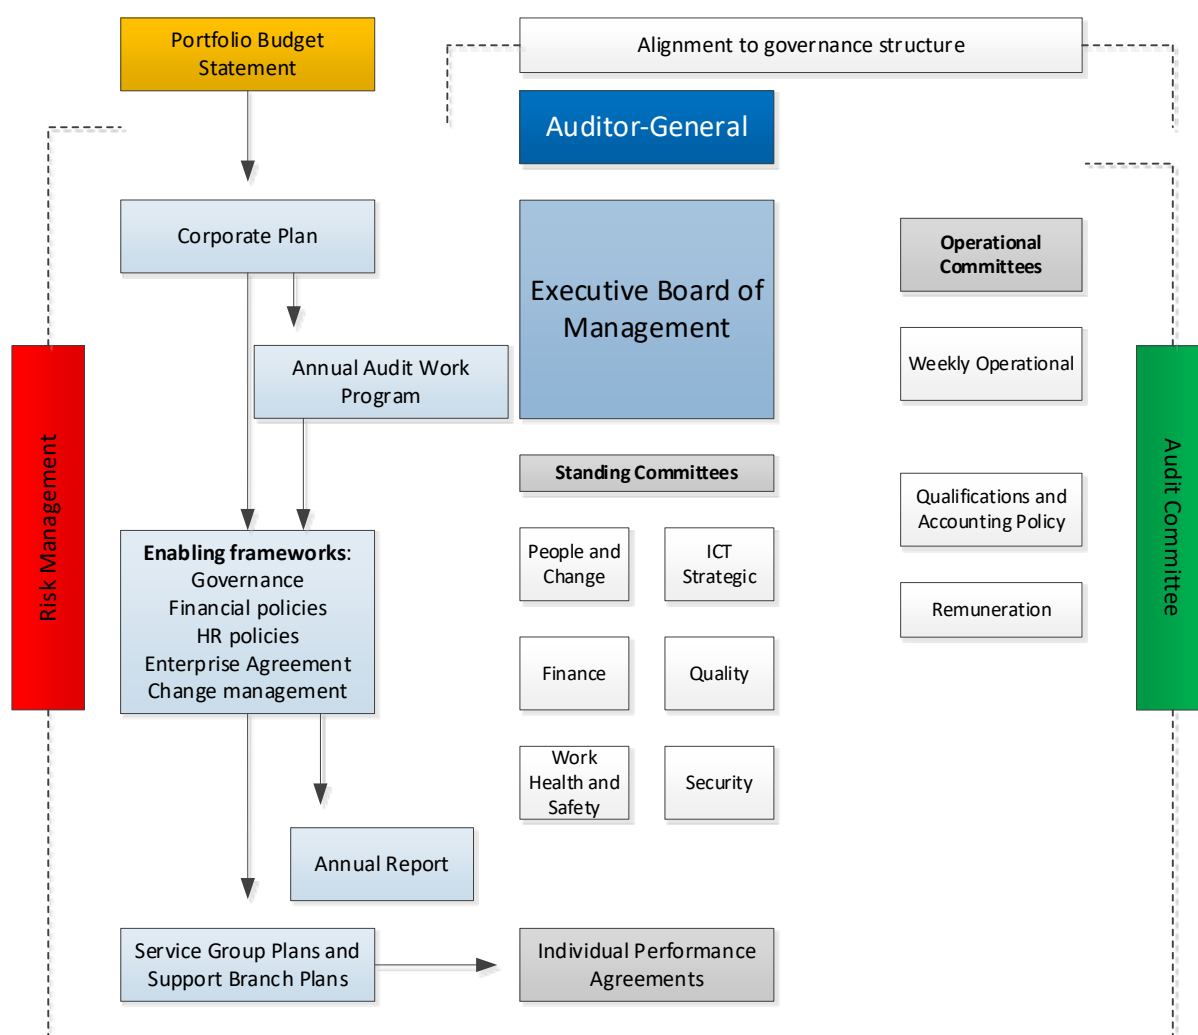 Portfolio Budget
Statement
Alignment to governance structure
Auditor-General
Corporate Plan
Executive Board of
Management
Operational
Committees
Annual Audit Work
Program
Weekly Operational
Risk Management
Audit Committee
Standing Committees
Qualifications and
Accounting Policy
Enabling frameworks:
Governance
Financial policies
HR policies
Enterprise Agreement
Change management
People and
Change
ICT
Strategic
Remuneration
Finance
Quality
Work
Health and
Safety
Security
Annual Report
Service Group Plans and
Support Branch Plans
Individual Performance
Agreements